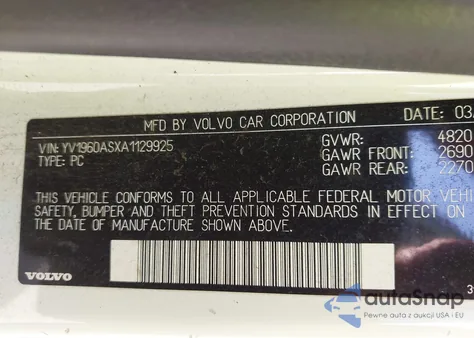 MFD BY VOLVO CAR CORPORATION DATE: 03/
VIN: YV1960ASXA1129925 GVWR: 4820
TYPE: PC GAWR FRONT: 2690
GAWR REAR: 2270
THIS VEHICLE CONFORMS TO ALL APPLICABLE FEDERAL MOTOR VEHIC
SAFETY, BUMPER AND THEFT PREVENTION STANDARDS IN EFFECT ON
THE DATE OF MANUFACTURE SHOWN ABOVE.
VOLVO
autoSnap
Pewne auta z aukcji USA i EU